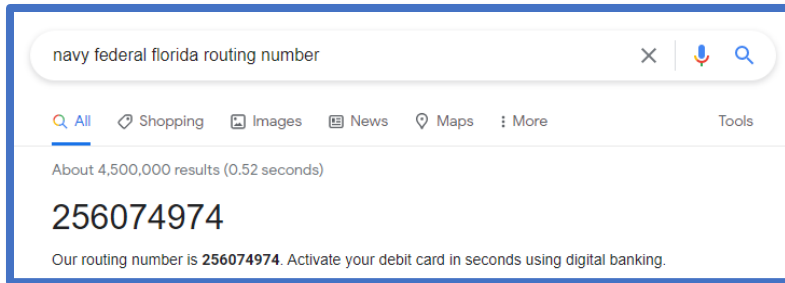 navy federal florida routing number
All Shopping Images News Maps More Tools
About 4,500,000 results (0.52 seconds)
256074974
Our routing number is 256074974. Activate your debit card in seconds using digital banking.